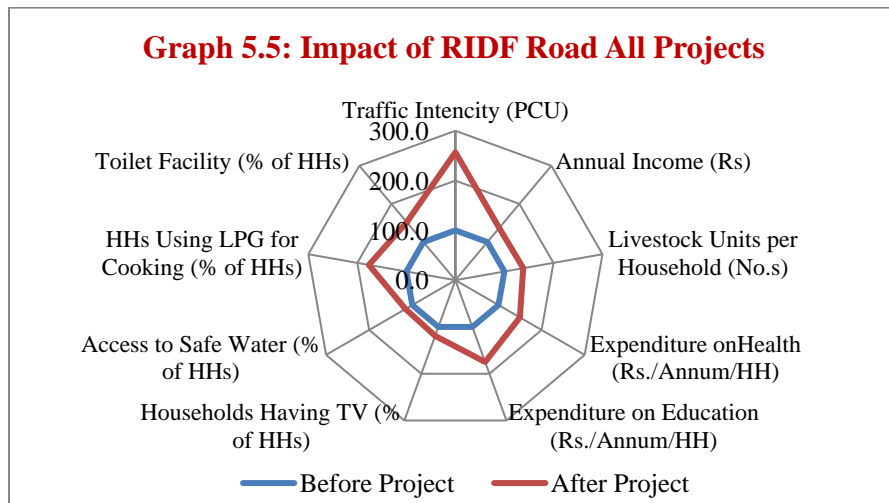 Graph 5.5: Impact of RIDF Road All Projects
Traffic Intencity (PCU)
300.0
Toilet Facility (% of HHs)
Annual Income (Rs)
200.0
HHs Using LPG for
Cooking (% of HHs)
100.0
Livestock Units per
Household (No.s)
0.0
Access to Safe Water (%
of HHs)
Expenditure onHealth
(Rs./Annum/HH)
Households Having TV (%
of HHs)
Expenditure on Education
(Rs./Annum/HH)
Before Project
After Project